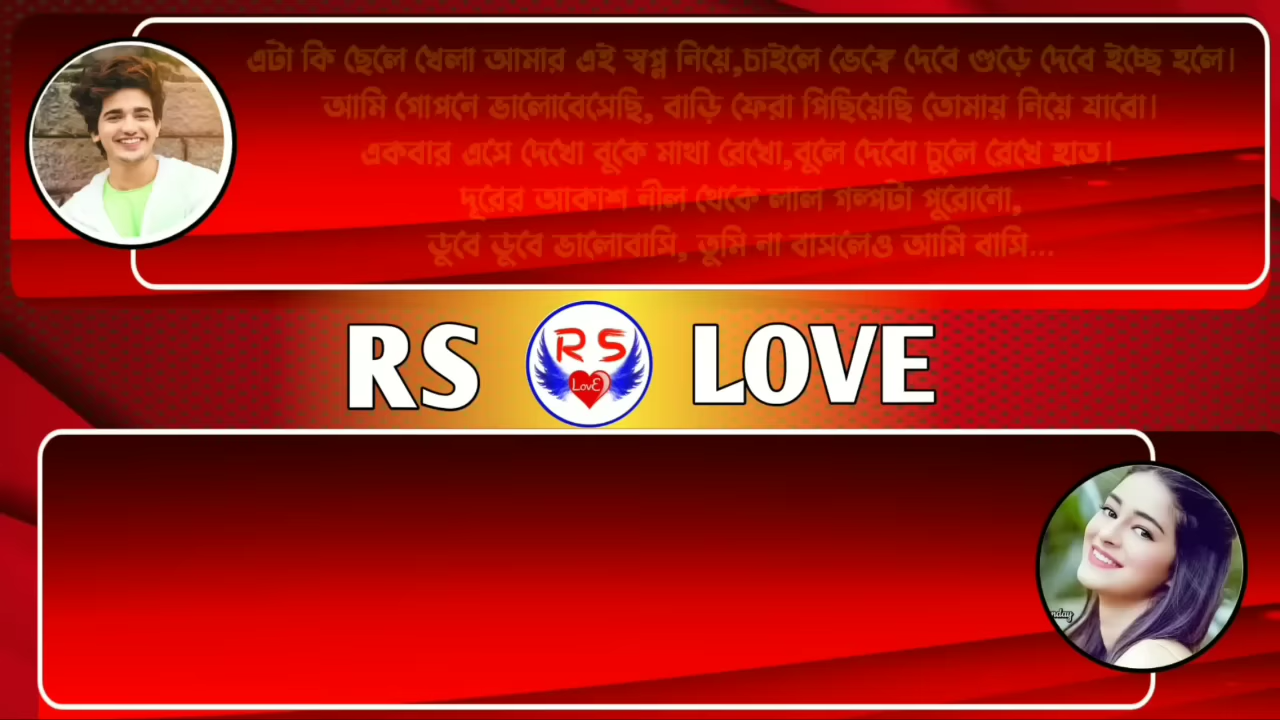 এটা কি ছেলে খেলা আমার এই স্বপ্ন নিয়ে,চাইলে ভেঙ্গে দেবে গুড়ে দেবে ইচ্ছে হলে।
আমি গোপনে ভালোবেসেছি, বাড়ি ফেরা পিছিয়েছি তোমায় নিয়ে যাবো।
একবার এসে দেখো বুকে মাথা রেখো,বুলে দেবো চুলে রেখে হাত।
দূরের আকাশ নীল থেকে লাল গল্পটা পুরোনো,
ডুবে ডুবে ভালোবাসি, তুমি না বাসলেও আমি বাসি...
RS LOVE
R S
LovE
nday